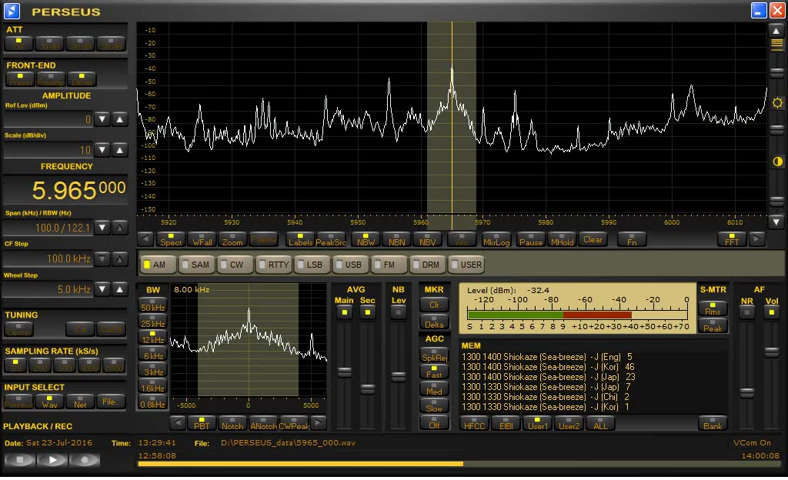 PERSEUS
ATT
FRONT-END
AMPLITUDE
Ref Lev (dBm)
0
Scale (dB/div)
10
FREQUENCY
5.965000
Span (kHz) / RBW (Hz)
100.0 / 122.1
CF Step
100.0 kHz
Wheel Step
5.0 kHz
TUNING
SAMPLING RATE (kS/s)
INPUT SELECT
Wav Net File..
-10
-20
-30
-40
-50
-60
-70
-80
-90
-100
-110
-120
-130
-140
-150
5920 5930 5940 5950 5960 5970 5980 5990 6000 6010
Spect WFall Zoom Labels PeakSrc NBW NBN NBV MkrLog Pause MHold Clear Fn FFT
AM SAM CW RTTY LSB USB FM DRM USER
BW
50kHz
25kHz
12kHz
6 kHz
3 kHz
1.6kHz
0.8kHz
8.00 kHz
-5000 0 5000
PBT Notch ANotch CWPeak
AVG
Main Sec
NB
Lev
MKR
Clr
Delta
AGC
SplkRej
Fast
Med
Slow
Off
Level (dBm): -32.4
-120 -100 -80 -60 -40 -20 0
S 1 2 3 4 5 6 7 8 9 +10+20+30+40+50+60+70
S-MTR
Rms
Peak
AF
NR Vol
MEM
1300 1400 Shiokaze (Sea-breeze) - J (Eng) 5
1300 1400 Shiokaze (Sea-breeze) - J (Kor) 46
1300 1400 Shiokaze (Sea-breeze) - J (Jap) 23
1300 1330 Shiokaze (Sea-breeze) - J (Jap) 7
1300 1330 Shiokaze (Sea-breeze) - J (Chi) 2
1300 1330 Shiokaze (Sea-breeze) - J (Kor) 1
HFCC EIBI User1 User2 ALL Bank
PLAYBACK / REC
Date: Sat 23-Jul-2016 Time: 13:29:41 File: D:\PERSEUS_data\5965_000.wav VCom On
12:58:08 14:00:08